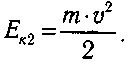 Eк2 = m·v²/2.